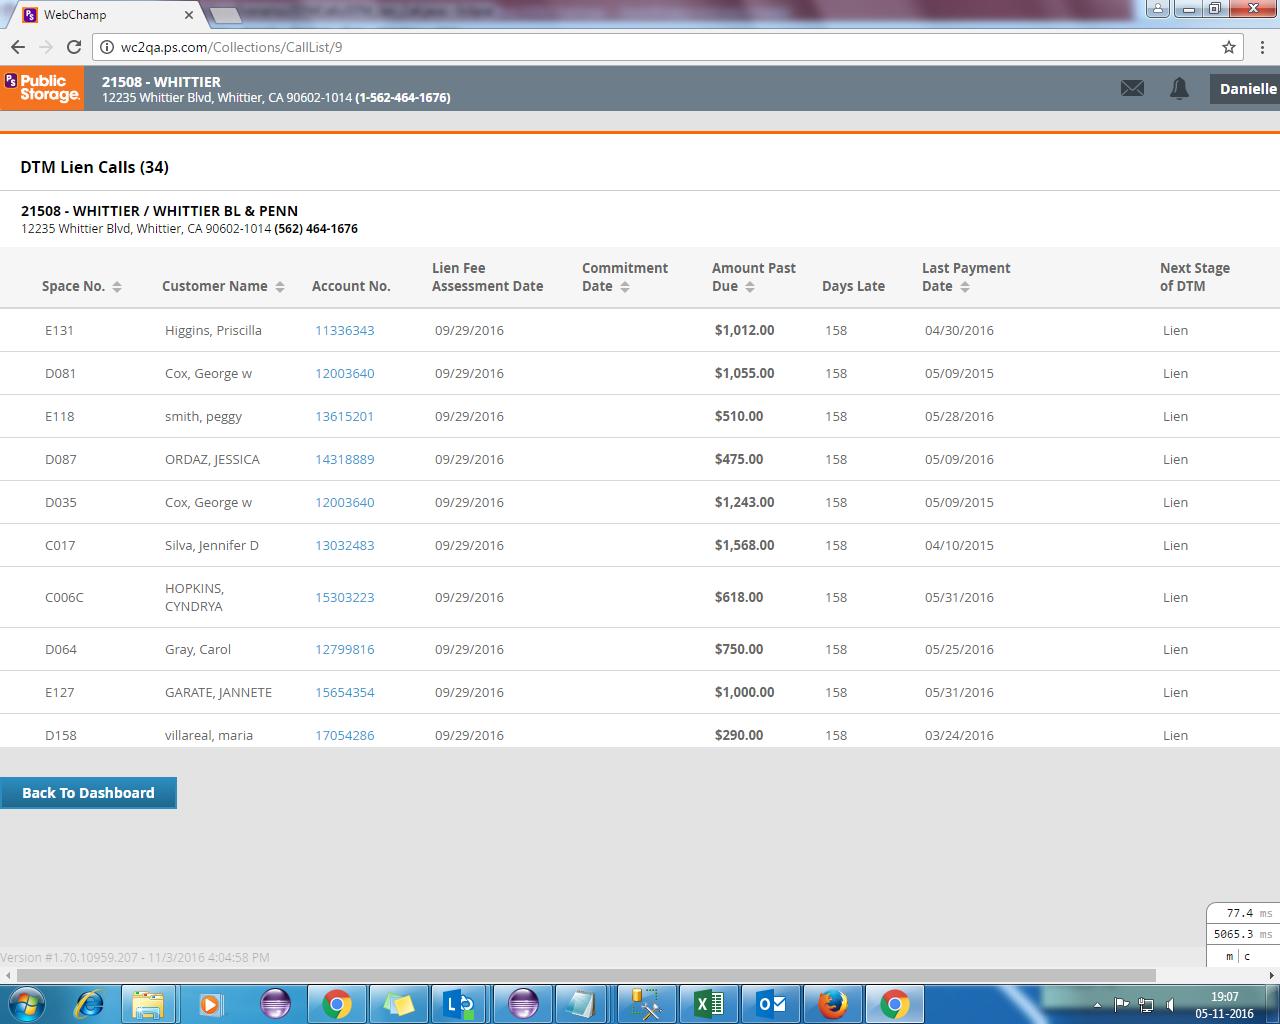 WebChamp
wc2qa.ps.com/Collections/CallList/9
PS Public Storage.
21508 - WHITTIER
12235 Whittier Blvd, Whittier, CA 90602-1014 (1-562-464-1676)
Danielle
DTM Lien Calls (34)
21508 - WHITTIER / WHITTIER BL & PENN
12235 Whittier Blvd, Whittier, CA 90602-1014 (562) 464-1676
Space No. Customer Name Account No. Lien Fee Assessment Date Commitment Date Amount Past Due Days Late Last Payment Date Next Stage of DTM
E131 Higgins, Priscilla 11336343 09/29/2016 $1,012.00 158 04/30/2016 Lien
D081 Cox, George w 12003640 09/29/2016 $1,055.00 158 05/09/2015 Lien
E118 smith, peggy 13615201 09/29/2016 $510.00 158 05/28/2016 Lien
D087 ORDAZ, JESSICA 14318889 09/29/2016 $475.00 158 05/09/2016 Lien
D035 Cox, George w 12003640 09/29/2016 $1,243.00 158 05/09/2015 Lien
C017 Silva, Jennifer D 13032483 09/29/2016 $1,568.00 158 04/10/2015 Lien
C006C HOPKINS, CYNDRYA 15303223 09/29/2016 $618.00 158 05/31/2016 Lien
D064 Gray, Carol 12799816 09/29/2016 $750.00 158 05/25/2016 Lien
E127 GARATE, JANNETE 15654354 09/29/2016 $1,000.00 158 05/31/2016 Lien
D158 villareal, maria 17054286 09/29/2016 $290.00 158 03/24/2016 Lien
Back To Dashboard
77.4 ms
5065.3 ms
m | c
Version #1.70.10959.207 - 11/3/2016 4:04:58 PM
19:07
05-11-2016